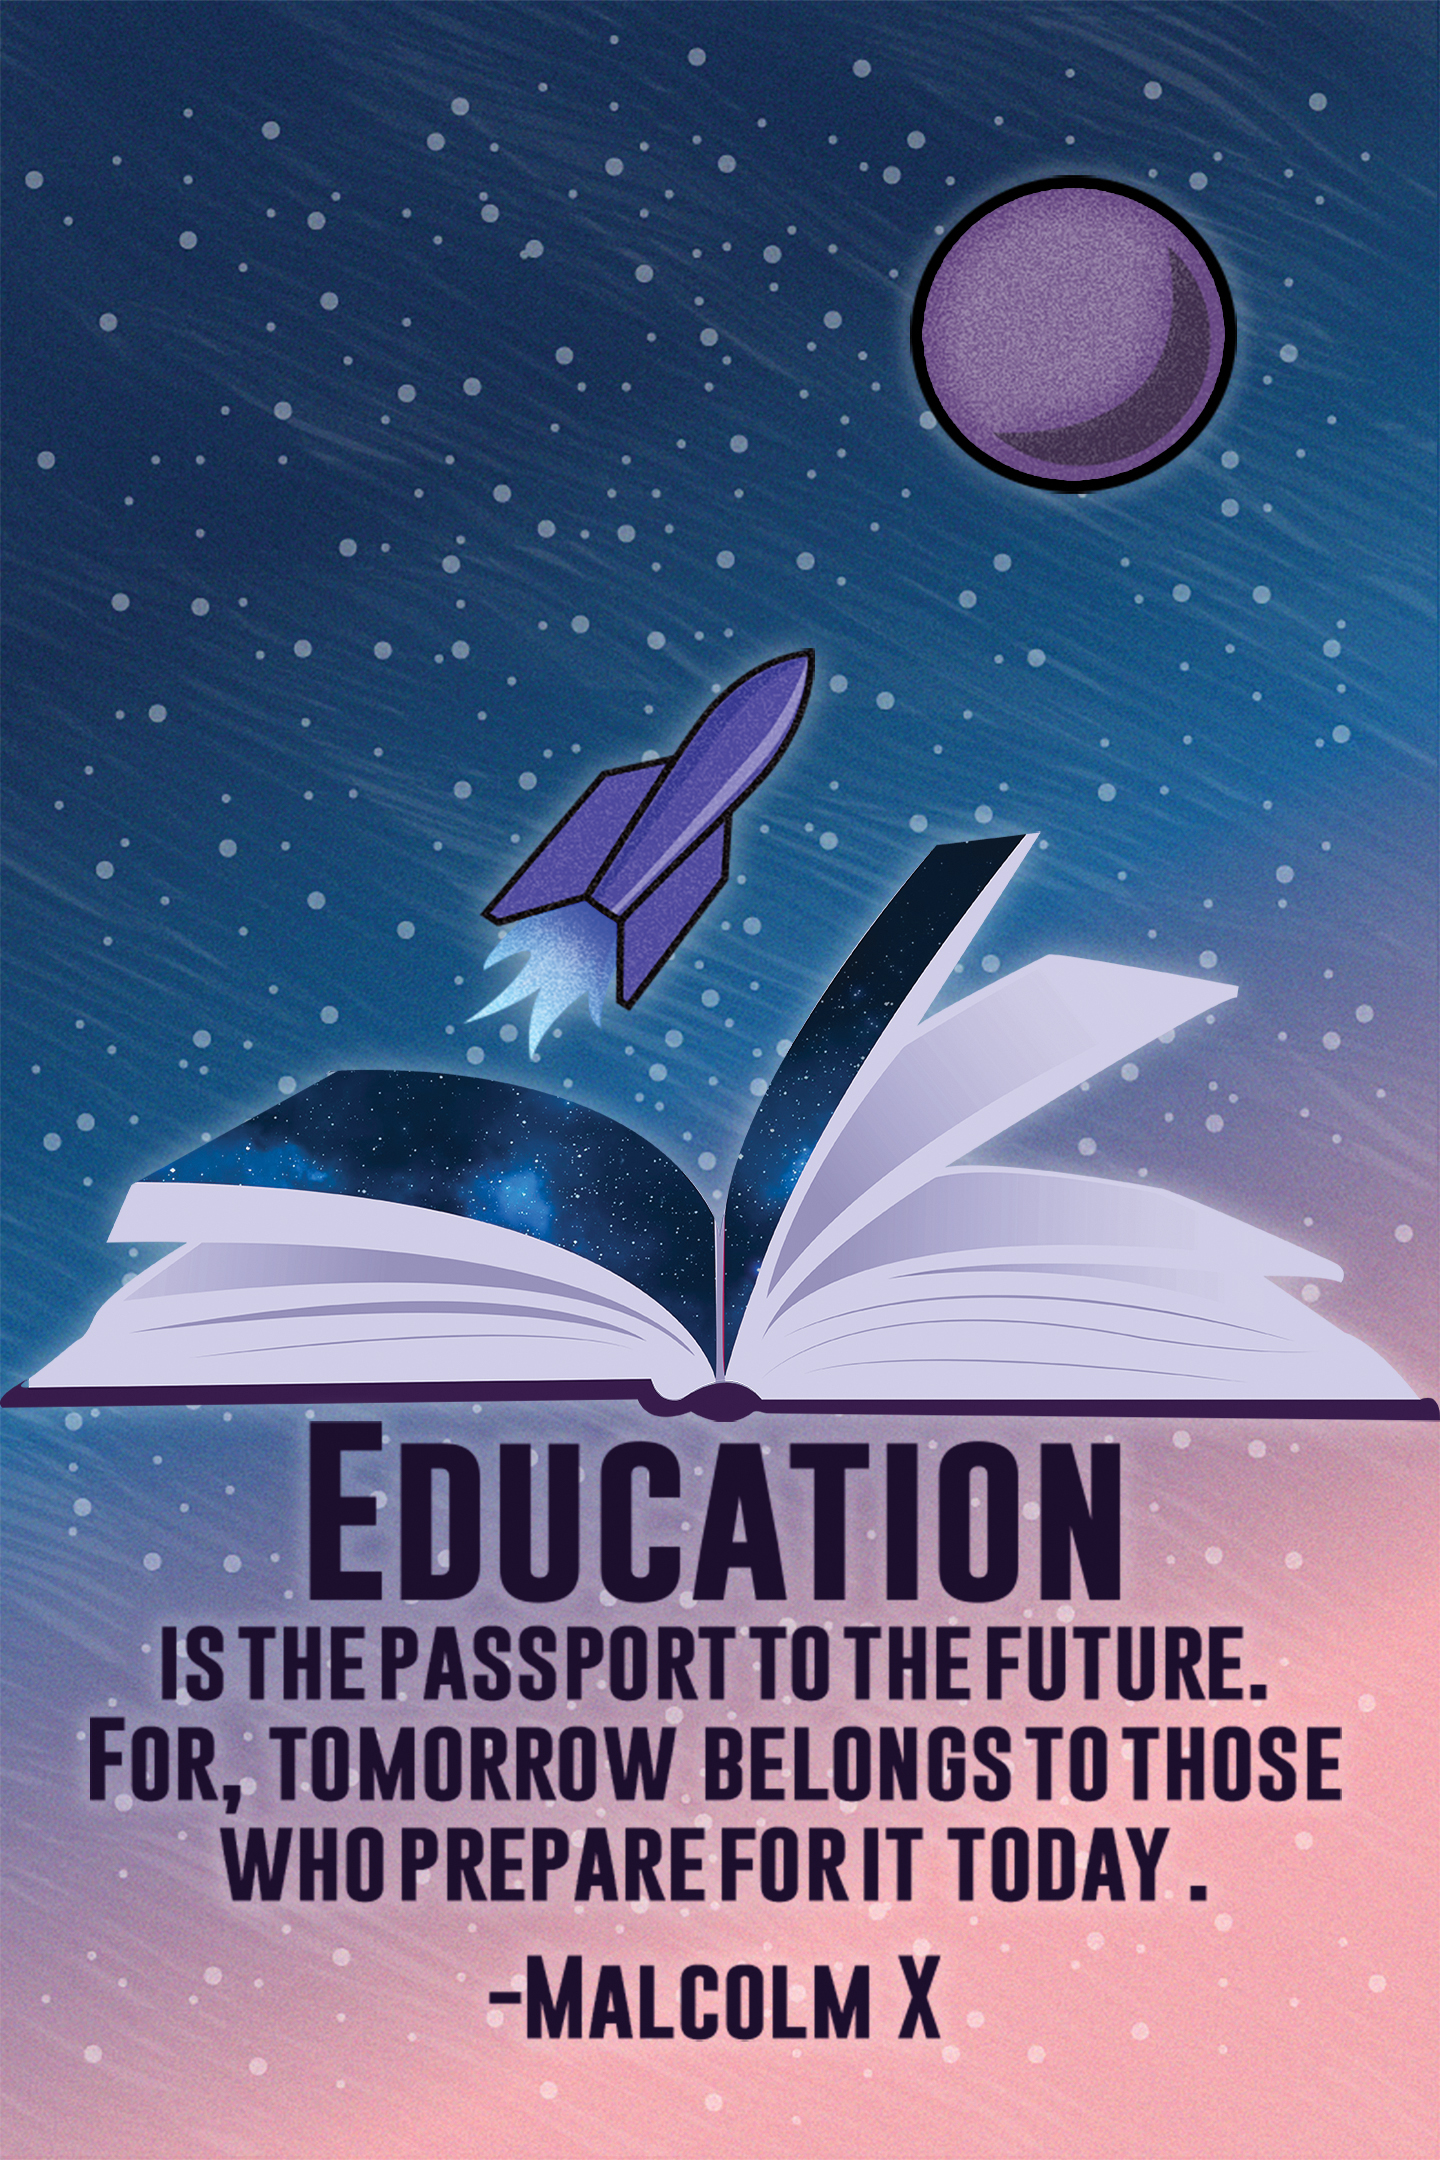 Education
is the passport to the future.
For, tomorrow belongs to those
who prepare for it today .
-Malcolm X